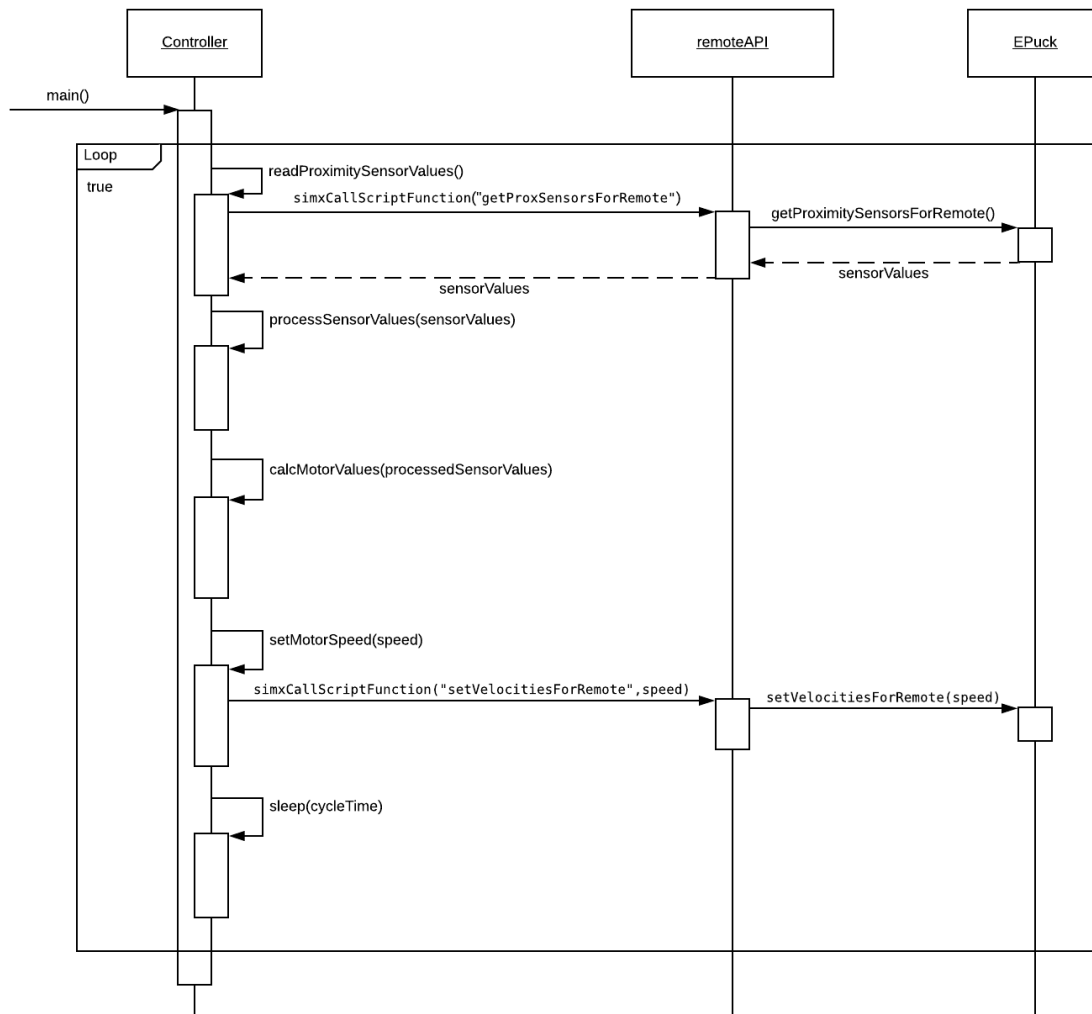 Controller
remoteAPI
EPuck
main()
Loop
true
readProximitySensorValues()
simxCallScriptFunction("getProxSensorsForRemote")
getProximitySensorsForRemote()
sensorValues
sensorValues
processSensorValues(sensorValues)
calcMotorValues(processedSensorValues)
setMotorSpeed(speed)
simxCallScriptFunction("setVelocitiesForRemote",speed)
setVelocitiesForRemote(speed)
sleep(cycleTime)